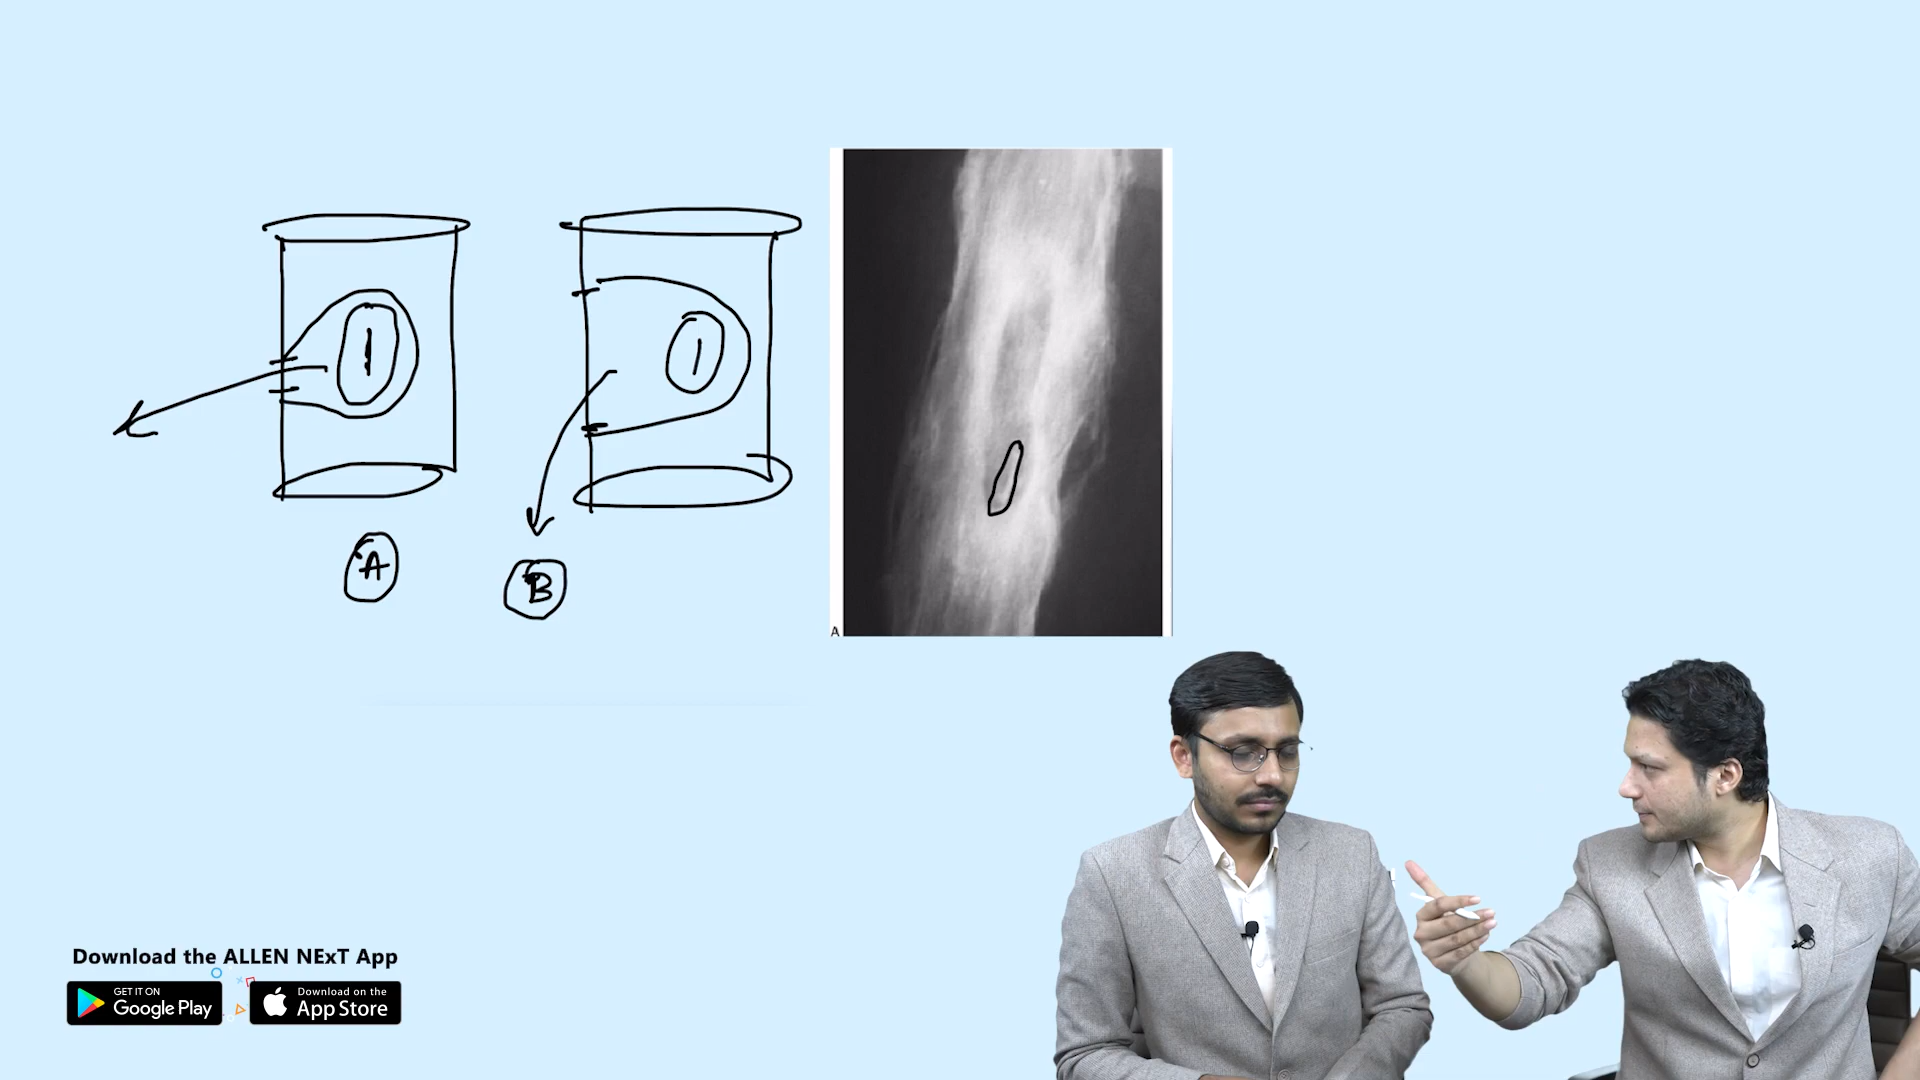 I
I
A
B
A
Download the ALLEN NExT App
GET IT ON
Google Play
Download on the
App Store